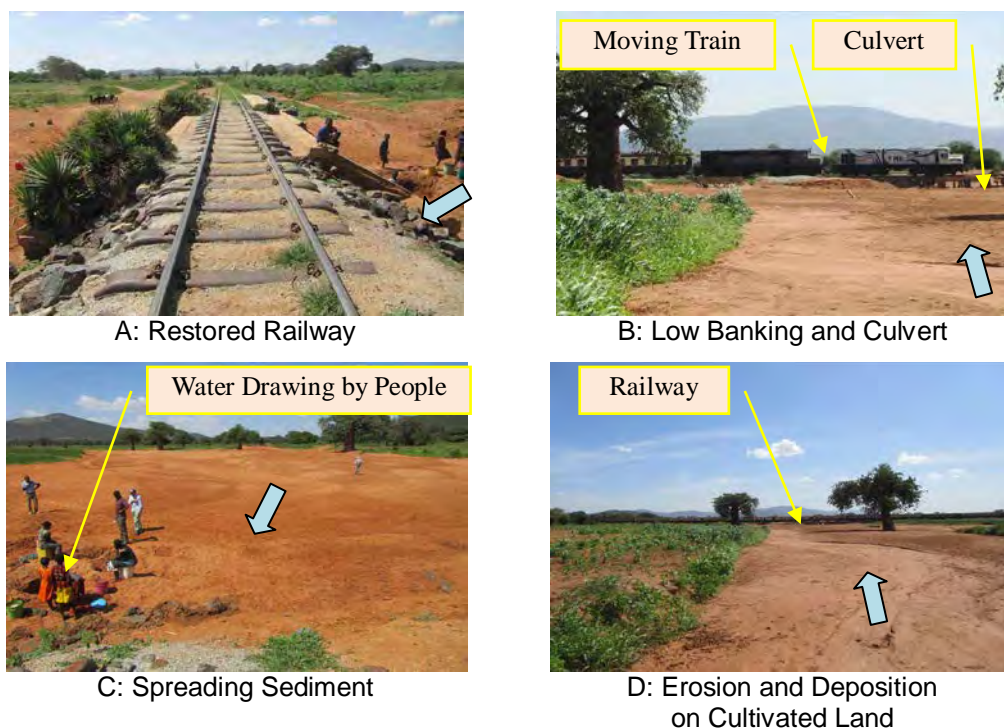 Moving Train
Culvert
A: Restored Railway
B: Low Banking and Culvert
Water Drawing by People
Railway
C: Spreading Sediment
D: Erosion and Deposition
on Cultivated Land